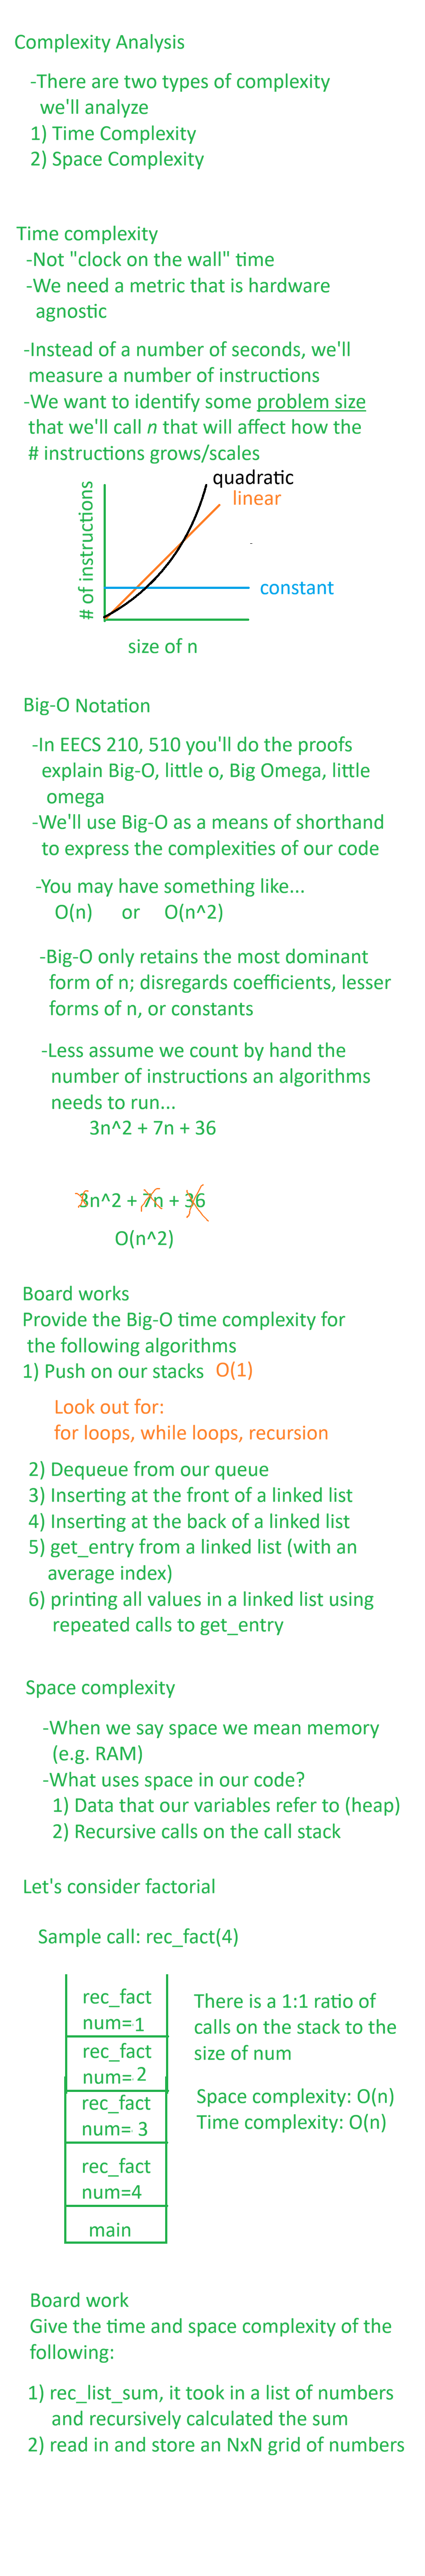 Complexity Analysis
-There are two types of complexity
we'll analyze
1) Time Complexity
2) Space Complexity
Time complexity
-Not "clock on the wall" time
-We need a metric that is hardware
agnostic
-Instead of a number of seconds, we'll
measure a number of instructions
-We want to identify some problem size
that we'll call n that will affect how the
# instructions grows/scales
quadratic
linear
constant
# of instructions
size of n
Big-O Notation
-In EECS 210, 510 you'll do the proofs
explain Big-O, little o, Big Omega, little
omega
-We'll use Big-O as a means of shorthand
to express the complexities of our code
-You may have something like...
O(n) or O(n^2)
-Big-O only retains the most dominant
form of n; disregards coefficients, lesser
forms of n, or constants
-Less assume we count by hand the
number of instructions an algorithms
needs to run...
3n^2 + 7n + 36
3n^2 + 7n + 36
O(n^2)
Board works
Provide the Big-O time complexity for
the following algorithms
1) Push on our stacks O(1)
Look out for:
for loops, while loops, recursion
2) Dequeue from our queue
3) Inserting at the front of a linked list
4) Inserting at the back of a linked list
5) get_entry from a linked list (with an
average index)
6) printing all values in a linked list using
repeated calls to get_entry
Space complexity
-When we say space we mean memory
(e.g. RAM)
-What uses space in our code?
1) Data that our variables refer to (heap)
2) Recursive calls on the call stack
Let's consider factorial
Sample call: rec_fact(4)
rec_fact
num= 1
rec_fact
num= 2
rec_fact
num= 3
rec_fact
num=4
main
There is a 1:1 ratio of
calls on the stack to the
size of num
Space complexity: O(n)
Time complexity: O(n)
Board work
Give the time and space complexity of the
following:
1) rec_list_sum, it took in a list of numbers
and recursively calculated the sum
2) read in and store an NxN grid of numbers